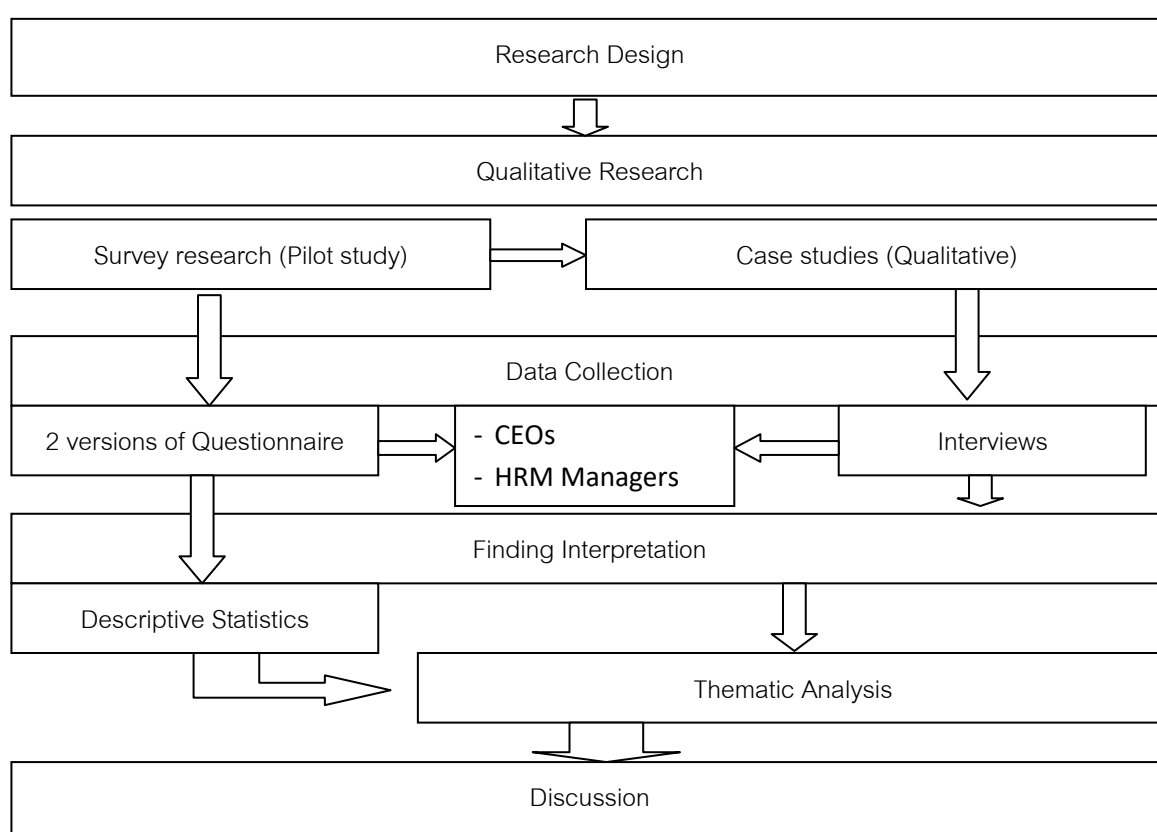 Research Design
Qualitative Research
Survey research (Pilot study)
Case studies (Qualitative)
Data Collection
2 versions of Questionnaire
- CEOs
- HRM Managers
Interviews
Finding Interpretation
Descriptive Statistics
Thematic Analysis
Discussion